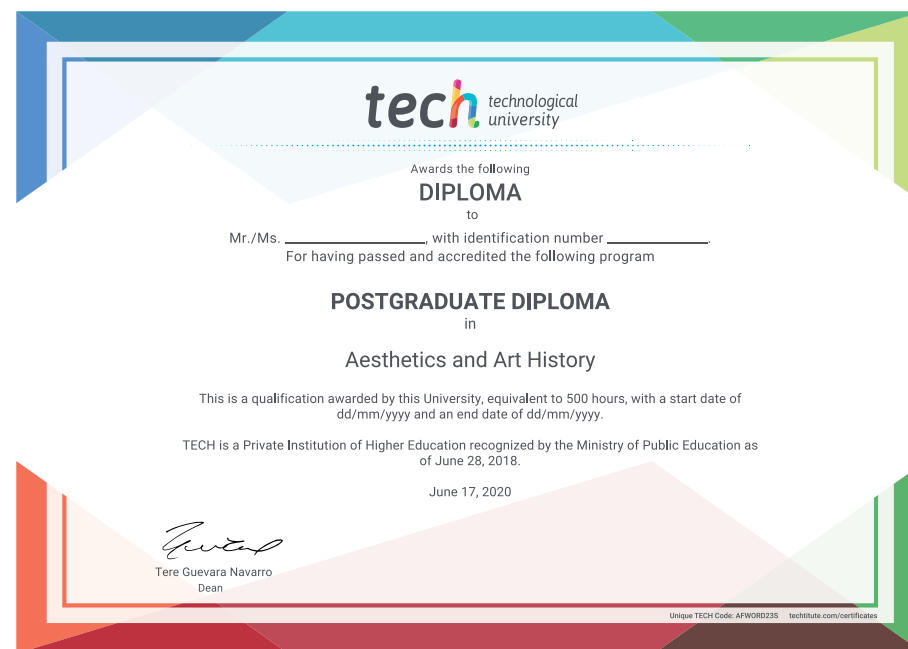 tech technological
university
Awards the following
DIPLOMA
to
Mr./Ms. ____________, with identification number _________.
For having passed and accredited the following program
POSTGRADUATE DIPLOMA
in
Aesthetics and Art History
This is a qualification awarded by this University, equivalent to 500 hours, with a start date of
dd/mm/yyyy and an end date of dd/mm/yyyy.
TECH is a Private Institution of Higher Education recognized by the Ministry of Public Education as
of June 28, 2018.
June 17, 2020
Tere Guevara Navarro
Dean
Unique TECH Code: AFWORD23S techtitute.com/certificates